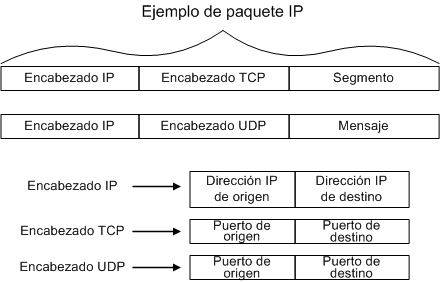 Ejemplo de paquete IP
Encabezado IP Encabezado TCP Segmento
Encabezado IP Encabezado UDP Mensaje
Encabezado IP Dirección IP de origen Dirección IP de destino
Encabezado TCP Puerto de origen Puerto de destino
Encabezado UDP Puerto de origen Puerto de destino